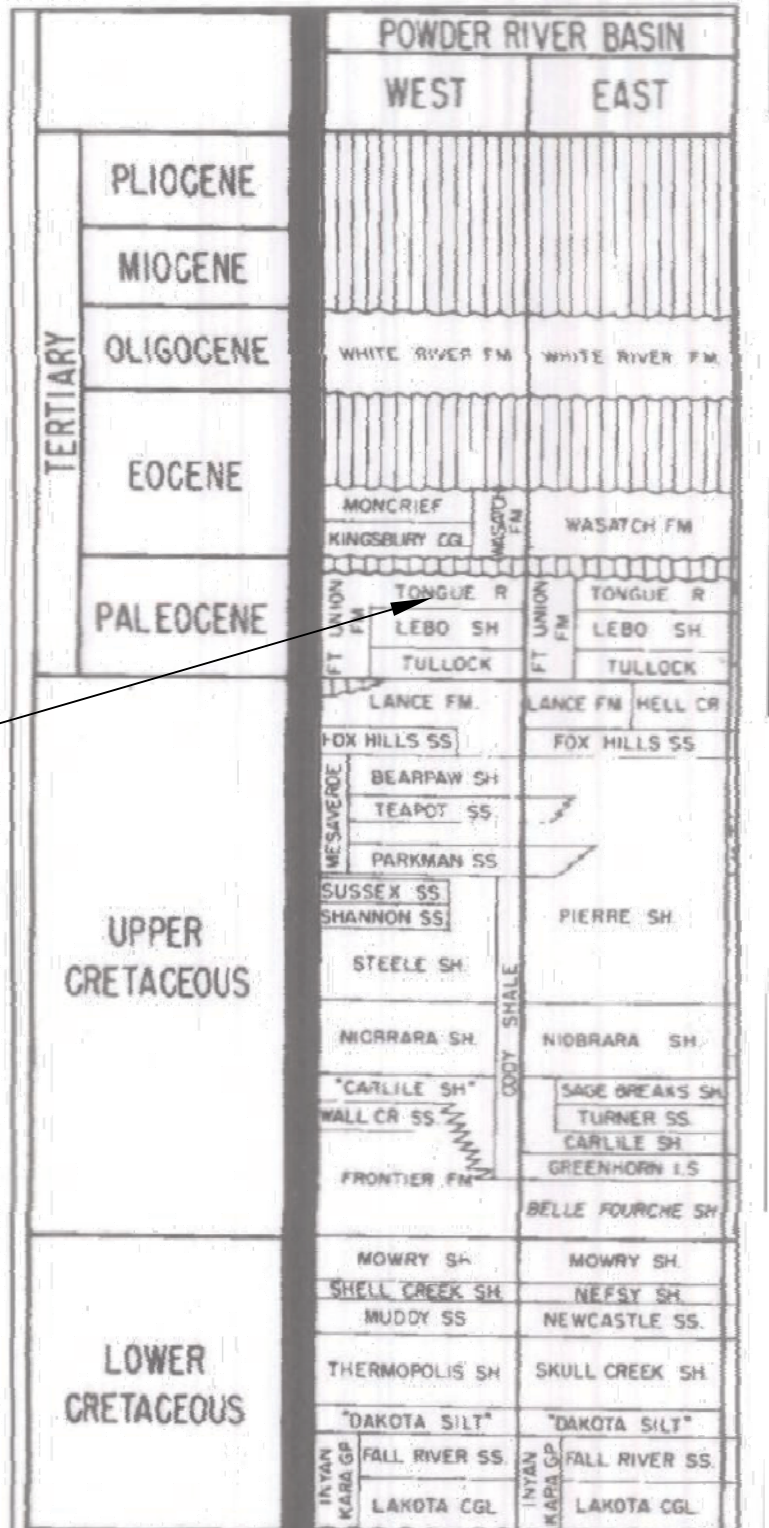 POWDER RIVER BASIN
WEST EAST
TERTIARY
PLIOCENE
MIOCENE
OLIGOCENE
WHITE RIVER FM WHITE RIVER FM.
EOCENE
MONCRIEF
KINGSBURY CGL
WASATCH FM
WASATCH FM
PALEOCENE
FT UNION FM
TONGUE R
LEBO SH
TULLOCK
FT UNION FM
TONGUE R
LEBO SH.
TULLOCK
UPPER CRETACEOUS
LANCE FM.
LANCE FM HELL CR
FOX HILLS SS
FOX HILLS SS
MESAVERDE
BEARPAW SH
TEAPOT SS
PARKMAN SS
SUSSEX SS
SHANNON SS
STEELE SH.
CODY SHALE
PIERRE SH.
NIOBRARA SH.
NIOBRARA SH.
"CARLILE SH"
WALL CR SS.
FRONTIER FM
SAGE BREAKS SH
TURNER SS.
CARLILE SH
GREENHORN LS
BELLE FOURCHE SH
LOWER CRETACEOUS
MOWRY SH
MOWRY SH.
SHELL CREEK SH.
NEFSY SH.
MUDDY SS
NEWCASTLE SS.
THERMOPOLIS SH
SKULL CREEK SH.
"DAKOTA SILT"
"DAKOTA SILT"
INYAN KARA GP
FALL RIVER SS.
LAKOTA CGL
INYAN KARA GP
FALL RIVER SS.
LAKOTA CGL